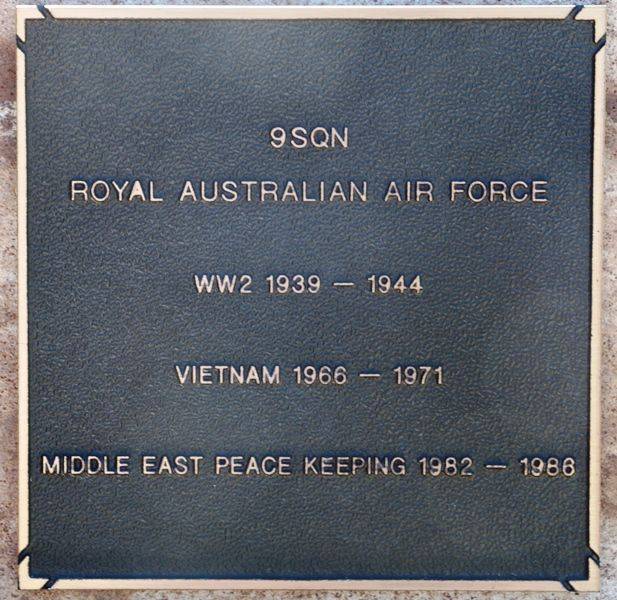 9SQN
ROYAL AUSTRALIAN AIR FORCE
WW2 1939 — 1944
VIETNAM 1966 — 1971
MIDDLE EAST PEACE KEEPING 1982 — 1986